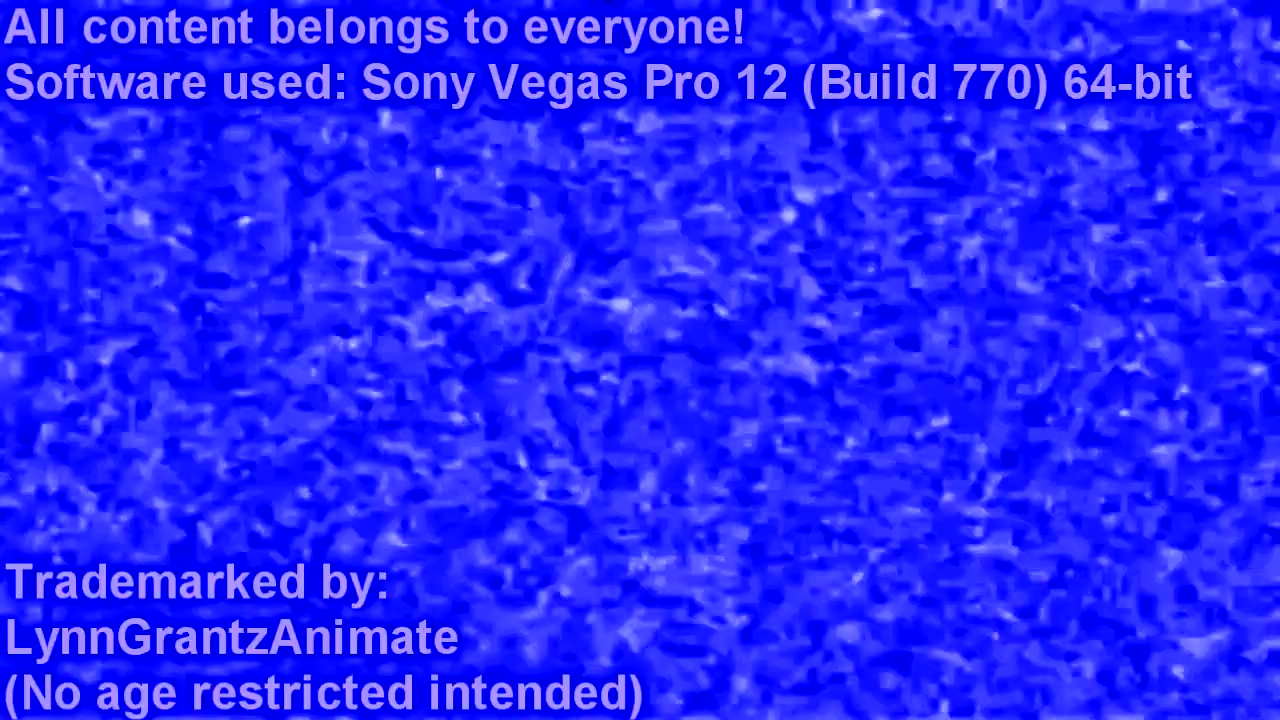 All content belongs to everyone!
Software used: Sony Vegas Pro 12 (Build 770) 64-bit
Trademarked by:
LynnGrantzAnimate
(No age restricted intended)